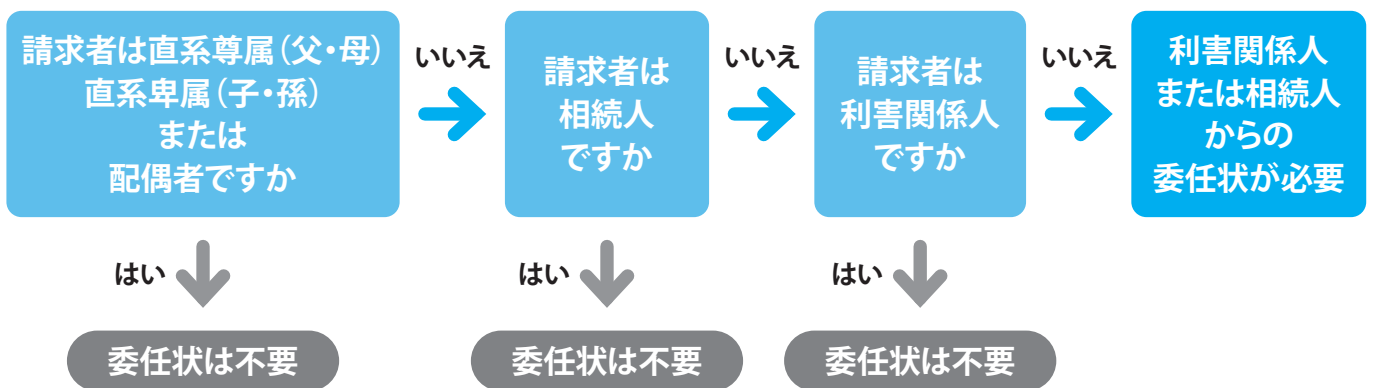 請求者は直系尊属（父・母）
直系卑属（子・孫）
または
配偶者ですか
いいえ
請求者は
相続人
ですか
いいえ
請求者は
利害関係人
ですか
いいえ
利害関係人
または相続人
からの
委任状が必要
はい
はい
はい
委任状は不要
委任状は不要
委任状は不要